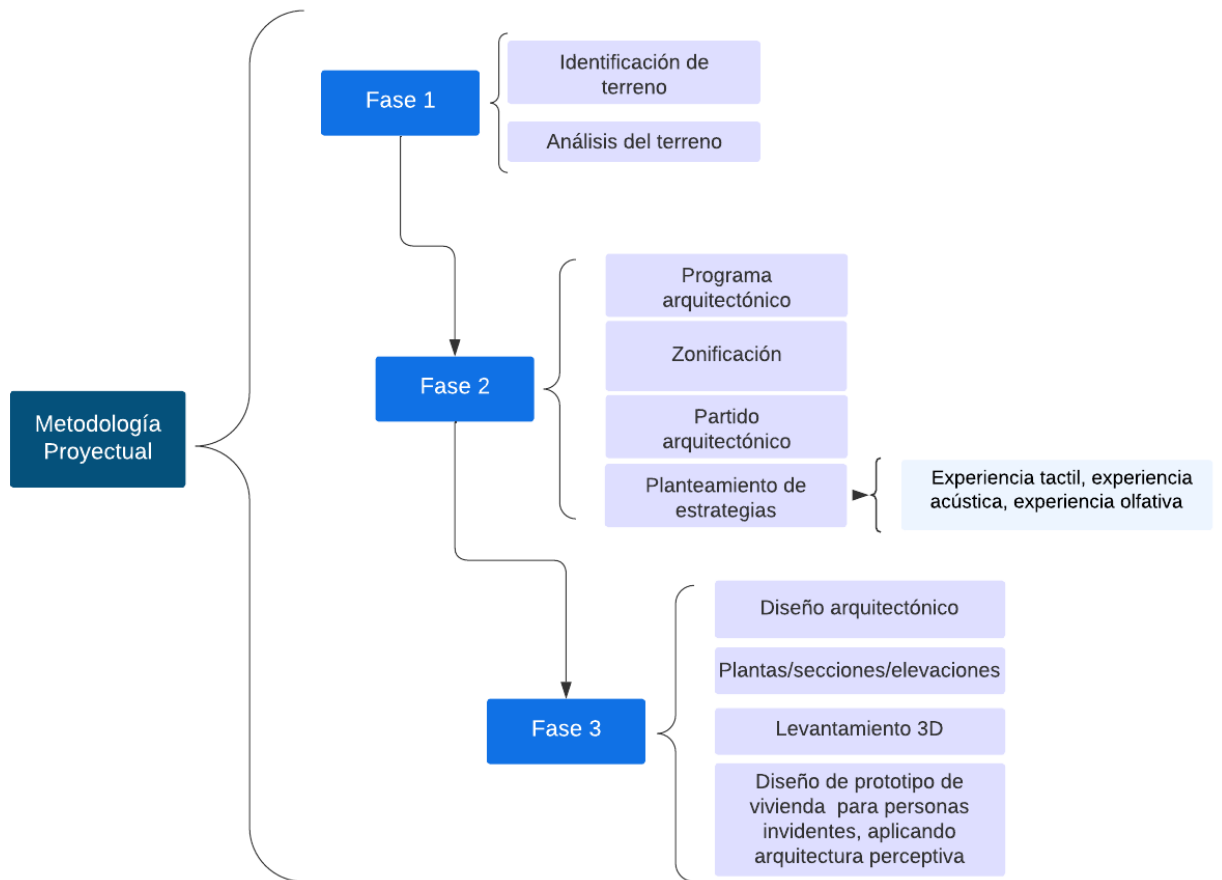 Metodología
Proyectual
Fase 1
Identificación de
terreno
Análisis del terreno
Fase 2
Programa
arquitectónico
Zonificación
Partido
arquitectónico
Planteamiento de
estrategias
Experiencia tactil, experiencia
acústica, experiencia olfativa
Fase 3
Diseño arquitectónico
Plantas/secciones/elevaciones
Levantamiento 3D
Diseño de prototipo de
vivienda para personas
invidentes, aplicando
arquitectura perceptiva